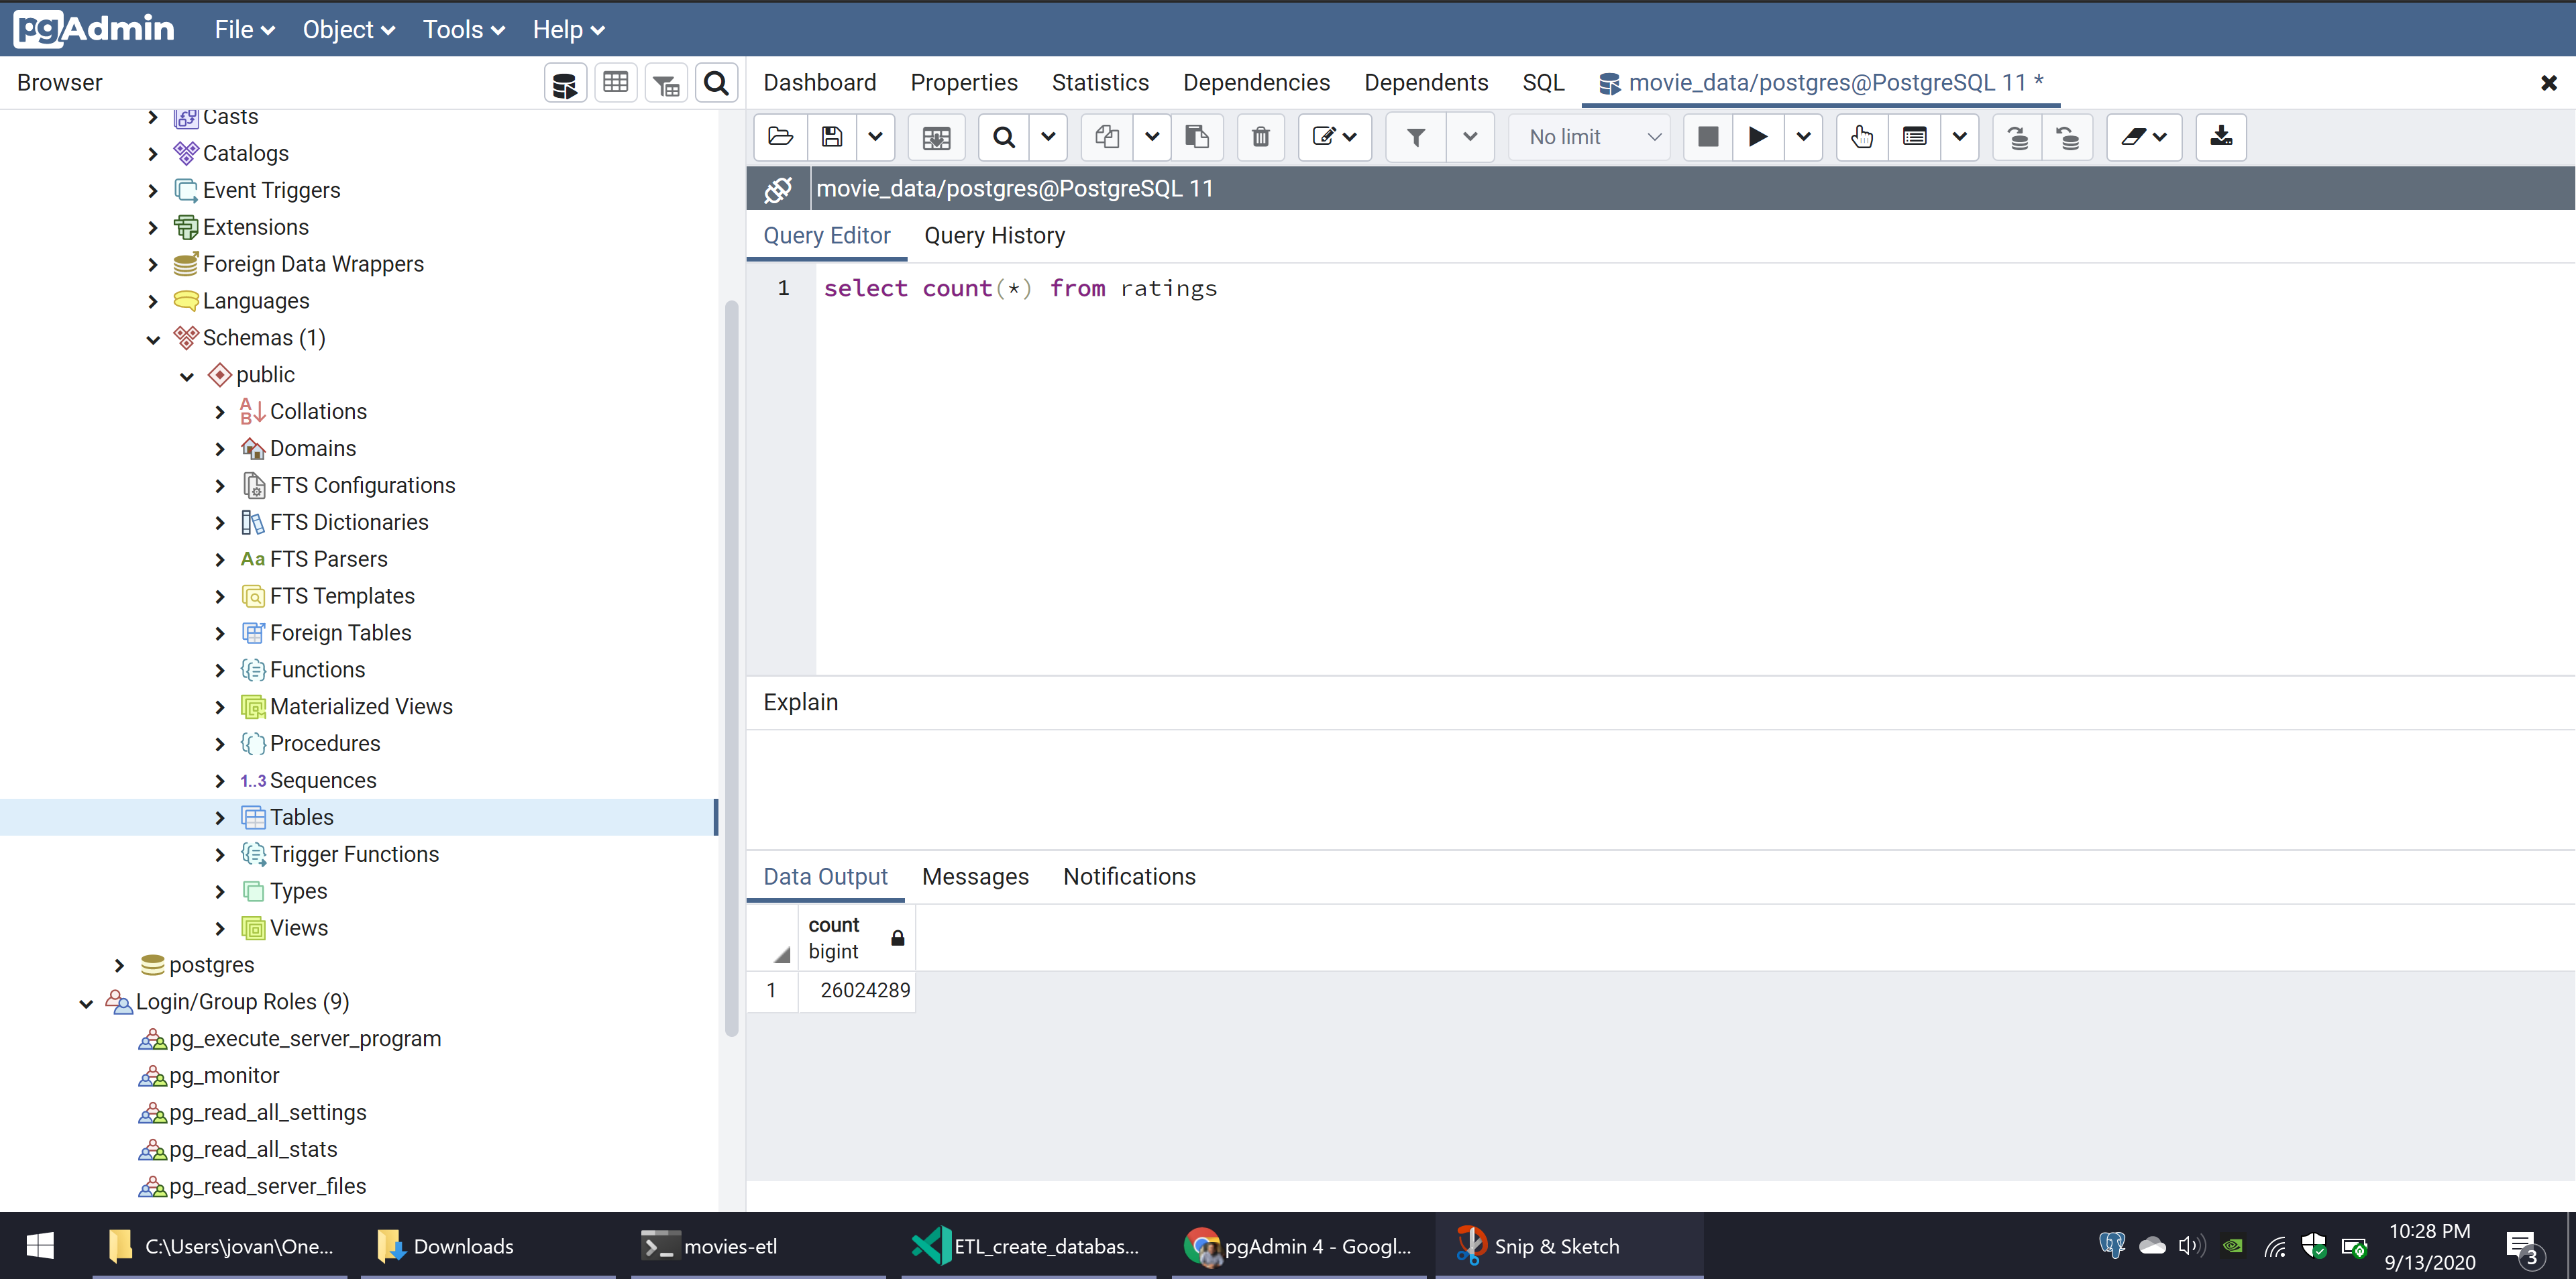 pgAdmin File Object Tools Help
Browser
Dashboard Properties Statistics Dependencies Dependents SQL movie_data/postgres@PostgreSQL 11 *
No limit
movie_data/postgres@PostgreSQL 11
Query Editor Query History
1 select count(*) from ratings
Explain
Data Output Messages Notifications
count
bigint
1 26024289
Casts
Catalogs
Event Triggers
Extensions
Foreign Data Wrappers
Languages
Schemas (1)
public
A
B
Collations
Domains
FTS Configurations
FTS Dictionaries
Aa FTS Parsers
FTS Templates
Foreign Tables
Functions
Materialized Views
Procedures
1..3 Sequences
Tables
Trigger Functions
Types
Views
postgres
Login/Group Roles (9)
pg_execute_server_program
pg_monitor
pg_read_all_settings
pg_read_all_stats
pg_read_server_files
C:\Users\jovan\One... Downloads movies-etl ETL_create_databas... pgAdmin 4 - Googl... Snip & Sketch
10:28 PM
9/13/2020
3